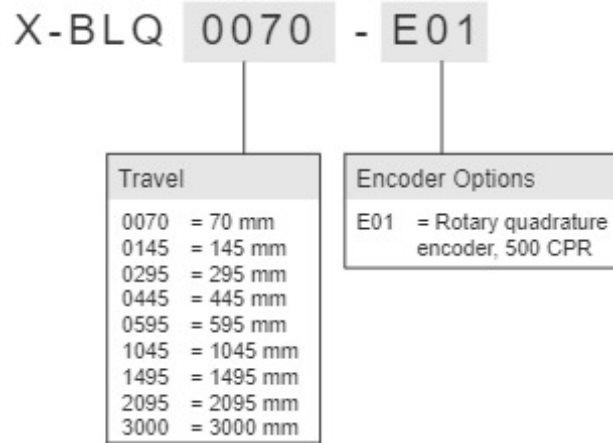 X-BLQ 0070 - E01
Travel
0070 = 70 mm
0145 = 145 mm
0295 = 295 mm
0445 = 445 mm
0595 = 595 mm
1045 = 1045 mm
1495 = 1495 mm
2095 = 2095 mm
3000 = 3000 mm
Encoder Options
E01 = Rotary quadrature
encoder, 500 CPR